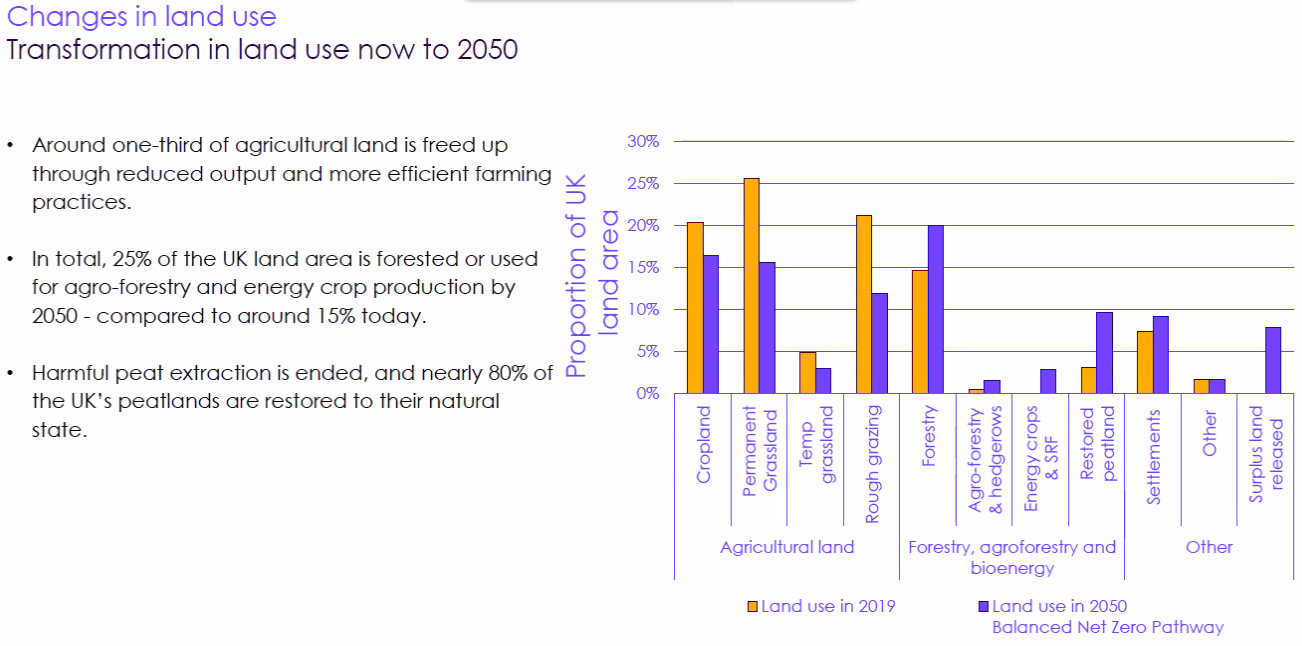 Changes in land use
Transformation in land use now to 2050
• Around one-third of agricultural land is freed up
through reduced output and more efficient farming
practices.
• In total, 25% of the UK land area is forested or used
for agro-forestry and energy crop production by
2050 - compared to around 15% today.
• Harmful peat extraction is ended, and nearly 80% of
the UK's peatlands are restored to their natural
state.
Proportion of UK
land area
30%
25%
20%
15%
10%
5%
0%
Cropland
Permanent
Grassland
Temp
grassland
Rough grazing
Forestry
Agro-forestry
& hedgerows
Energy crops
& SRF
Restored
peatland
Settlements
Other
Surplus land
released
Agricultural land
Forestry, agroforestry and
bioenergy
Other
Land use in 2019
Land use in 2050
Balanced Net Zero Pathway